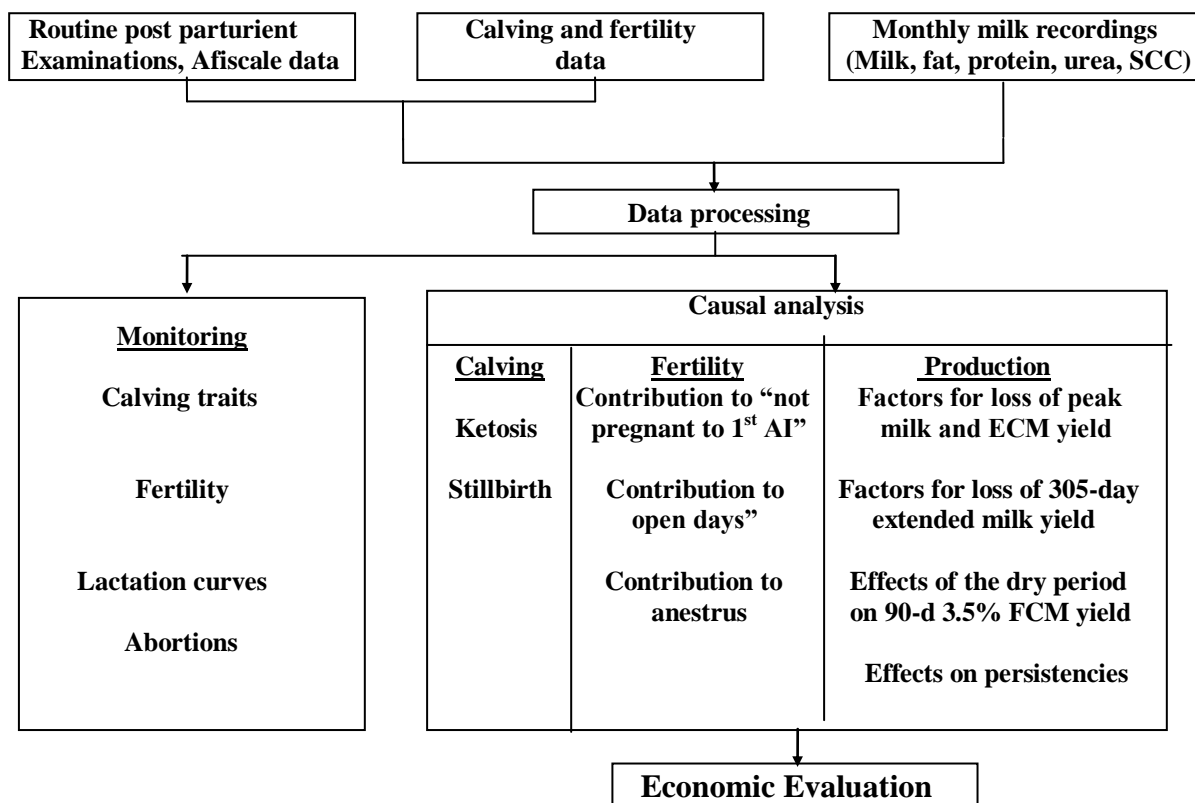 Routine post parturient
Examinations, Afiscale data
Calving and fertility
data
Monthly milk recordings
(Milk, fat, protein, urea, SCC)
Data processing
Monitoring
Calving traits
Fertility
Lactation curves
Abortions
Causal analysis
Calving
Ketosis
Stillbirth
Fertility
Contribution to “not
pregnant to 1st AI”
Contribution to
open days”
Contribution to
anestrus
Production
Factors for loss of peak
milk and ECM yield
Factors for loss of 305-day
extended milk yield
Effects of the dry period
on 90-d 3.5% FCM yield
Effects on persistencies
Economic Evaluation